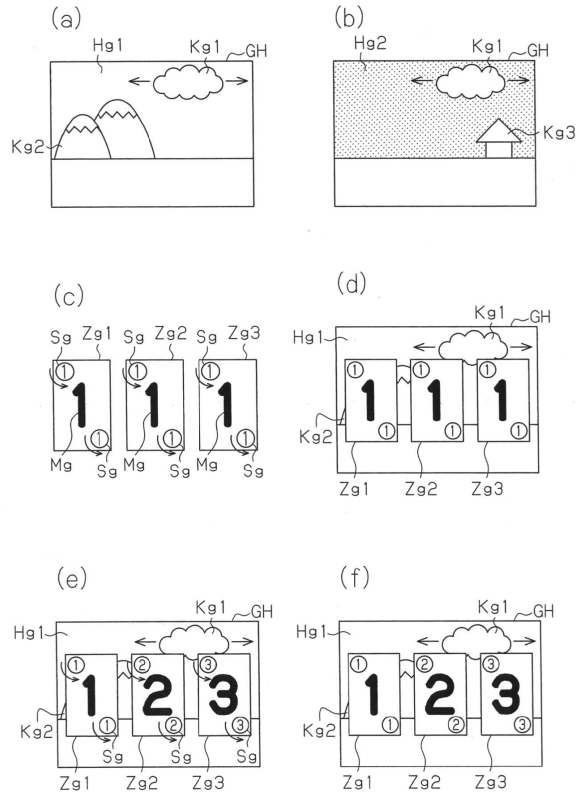 (a)
(b)
Hg1 Kg1 GH
Hg2 Kg1 GH
Kg2
Kg3
(c)
(d)
Sg Zg1 Sg Zg2 Sg Zg3
Kg1 GH
Hg1
① ① ①
① ① ①
1 1 1
1 1 1
① ① ①
① ① ①
Mg Sg Mg Sg Mg Sg
Kg2
Zg1 Zg2 Zg3
(e)
(f)
Kg1 GH
Kg1 GH
Hg1
Hg1
① ② ③
① ② ③
1 2 3
1 2 3
① ② ③
① ② ③
Kg2 Sg Sg Sg
Kg2
Zg1 Zg2 Zg3
Zg1 Zg2 Zg3